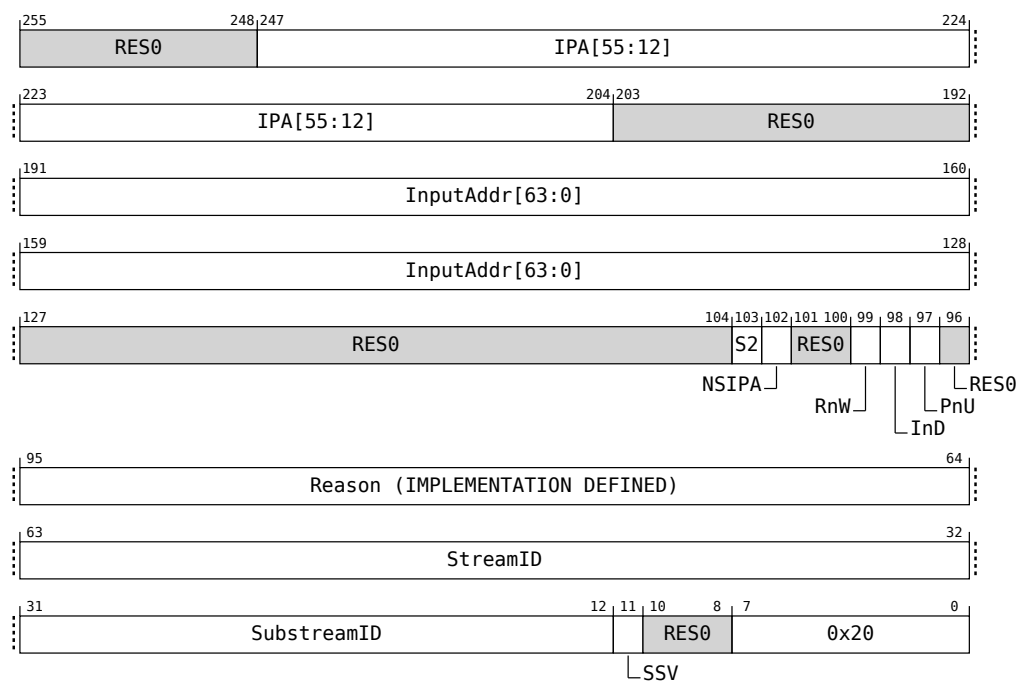 255 248 247 224
RES0 IPA[55:12]
223 204 203 192
IPA[55:12] RES0
191 160
InputAddr[63:0]
159 128
InputAddr[63:0]
127 104 103 102 101 100 99 98 97 96
RES0 S2 RES0
NSIPA RES0
RnW PnU
InD
95 64
Reason (IMPLEMENTATION DEFINED)
63 32
StreamID
31 12 11 10 8 7 0
SubstreamID RES0 0x20
SSV